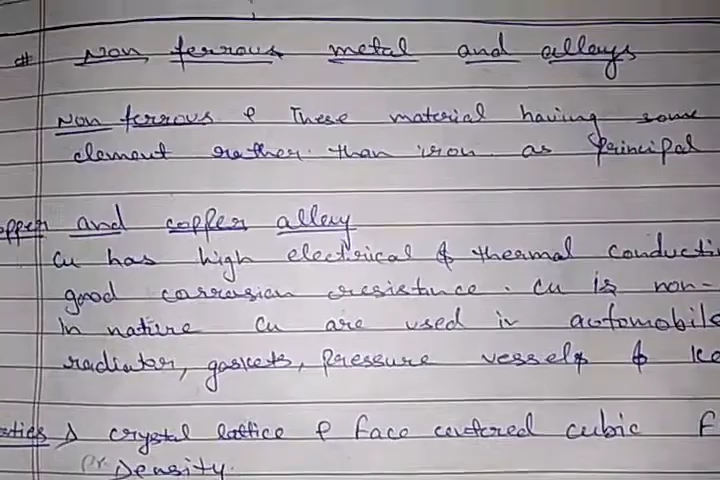 # Non ferrous metal and alloys
Non ferrous : These material having some
element rather than iron as principal
opper and copper alloy
Cu has high electrical & thermal conducti
good corrosion resistance. Cu is non-
In nature Cu are used in automobile
radiator, gaskets, pressure vessels &
rties crystal lattice : Face centered cubic F
Density.